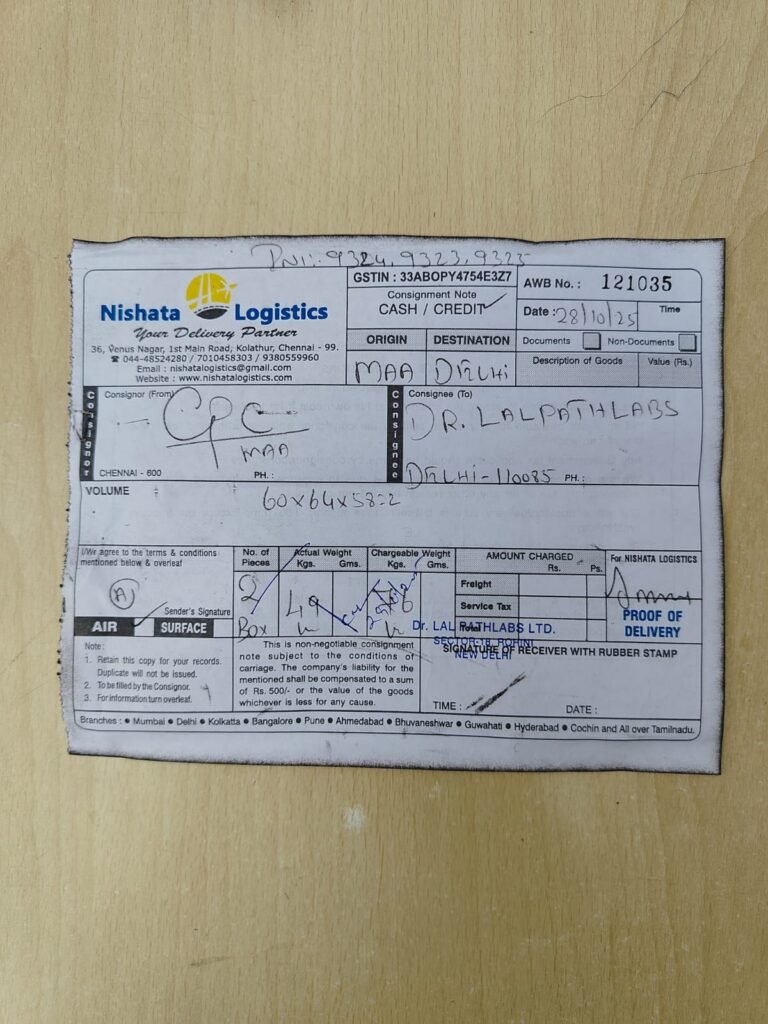 9324, 9323, 9325
Nishata Logistics
Your Delivery Partner
36, Venus Nagar, 1st Main Road, Kolathur, Chennai - 99.
☎ 044-48524280 / 7010458303 / 9380559960
Email : nishatalogistics@gmail.com
Website : www.nishatalogistics.com
GSTIN : 33ABOPY4754E3Z7
Consignment Note
CASH / CREDIT ✓
AWB No. : 121035
Date : 28/10/25 Time
ORIGIN DESTINATION
MAA DELHI
Documents Non-Documents
Description of Goods Value (Rs.)
Consignor
Consignor (From)
CPC
MAA
CHENNAI - 600 PH. :
Consignee
Consignee (To)
DR. LALPATHLABS
DELHI-110085 PH. :
VOLUME
60x64x58=2
I/We agree to the terms & conditions
mentioned below & overleaf
A
Sender's Signature
AIR SURFACE
No. of Pieces
2
Box
Actual Weight
Kgs. Gms.
49
Chargeable Weight
Kgs. Gms.
AMOUNT CHARGED
Rs. Ps.
Freight
Service Tax
Total
For NISHATA LOGISTICS
PROOF OF
DELIVERY
Dr. LAL PATHLABS LTD.
SECTOR-18, ROHINI
NEW DELHI
Note :
1. Retain this copy for your records.
Duplicate will not be issued.
2. To be filled by the Consignor.
3. For information turn overleaf.
This is non-negotiable consignment
note subject to the conditions of
carriage. The company's liability for
the mentioned shall be compensated to a sum
of Rs. 500/- or the value of the goods
whichever is less for any cause.
SIGNATURE OF RECEIVER WITH RUBBER STAMP
TIME : DATE :
Branches : ● Mumbai ● Delhi ● Kolkatta ● Bangalore ● Pune ● Ahmedabad ● Bhuvaneshwar ● Guwahati ● Hyderabad ● Cochin and All over Tamilnadu.